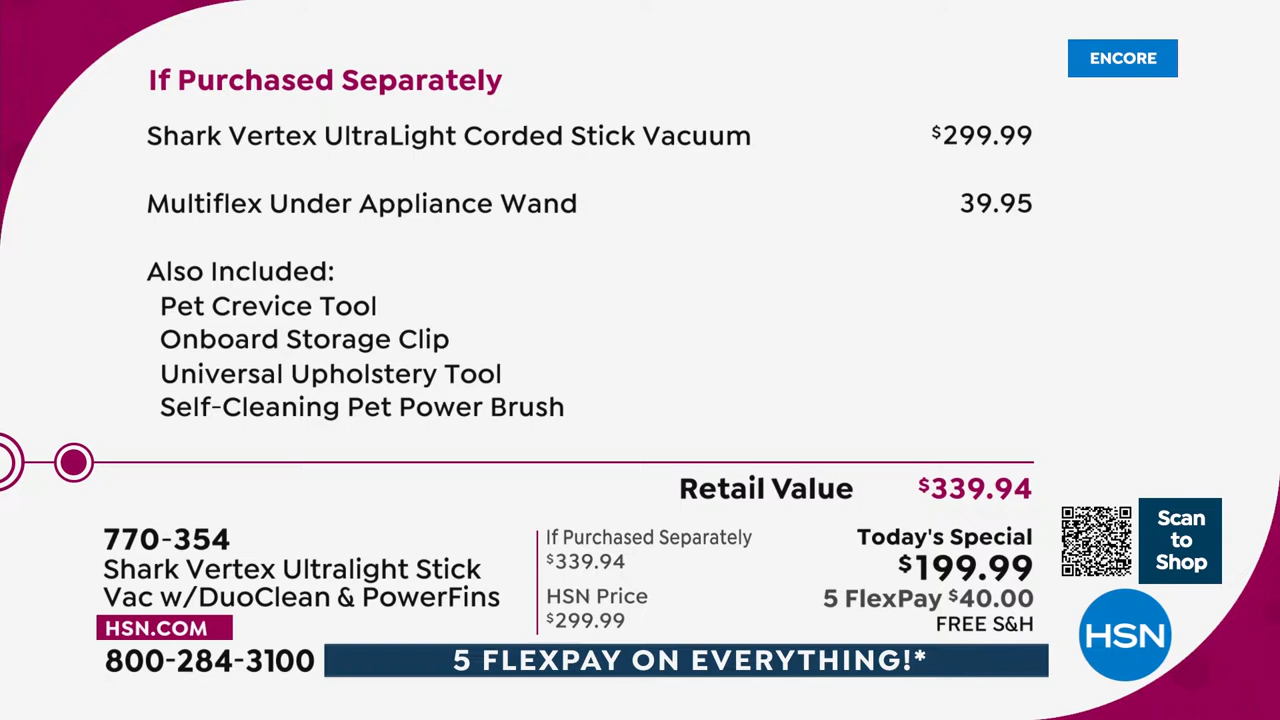 ENCORE
If Purchased Separately
Shark Vertex UltraLight Corded Stick Vacuum $299.99
Multiflex Under Appliance Wand 39.95
Also Included:
Pet Crevice Tool
Onboard Storage Clip
Universal Upholstery Tool
Self-Cleaning Pet Power Brush
Retail Value $339.94
770-354
Shark Vertex Ultralight Stick
Vac w/DuoClean & PowerFins
HSN.COM
800-284-3100
If Purchased Separately
$339.94
HSN Price
$299.99
Today's Special
$199.99
5 FlexPay $40.00
FREE S&H
Scan
to
Shop
HSN
5 FLEXPAY ON EVERYTHING!*